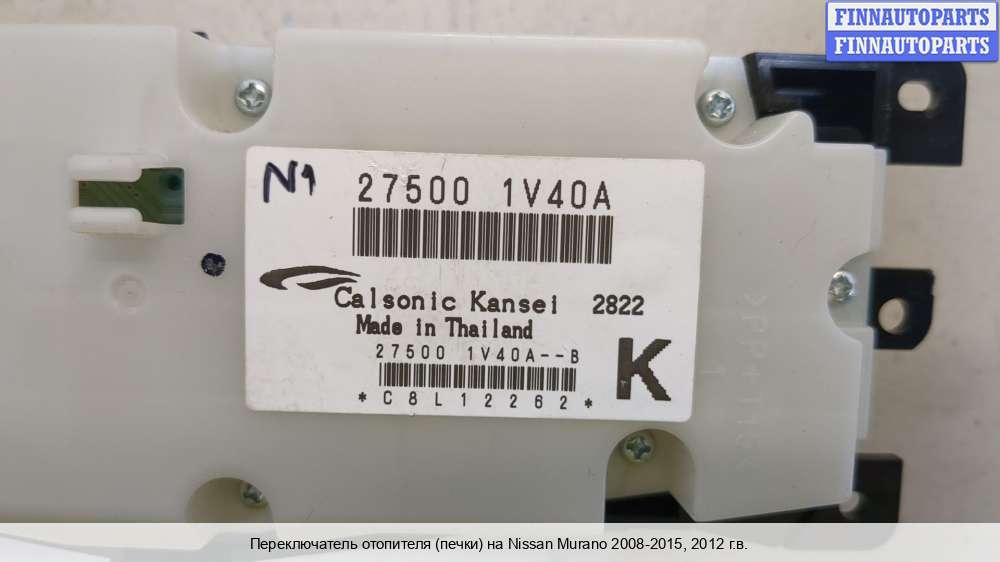 FINNAUTOPARTS
FINNAUTOPARTS
N1
27500 1V40A
Calsonic Kansei 2822
Made in Thailand
27500 1V40A--B
K
*C8L12262*
Переключатель отопителя (печки) на Nissan Murano 2008-2015, 2012 г.в.